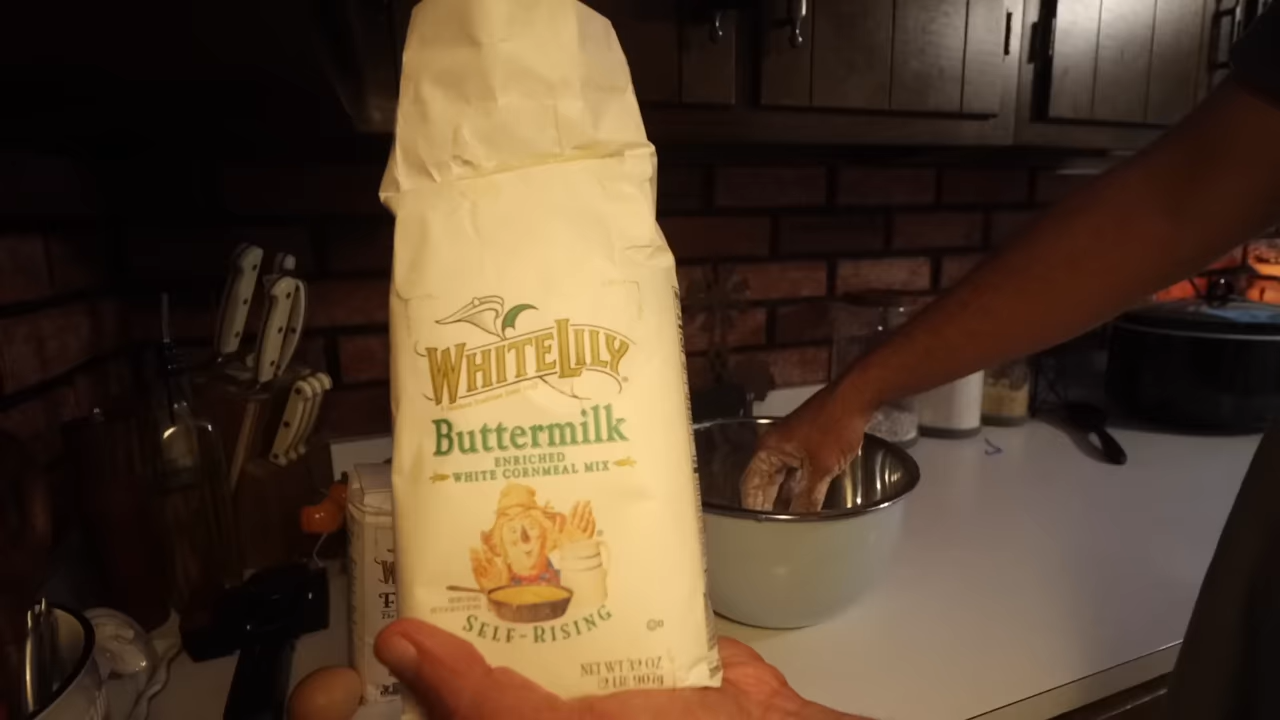 WHITE LILY
Buttermilk
ENRICHED
WHITE CORNMEAL MIX
SELF-RISING
NET WT 32 OZ
(2 LB) 907g